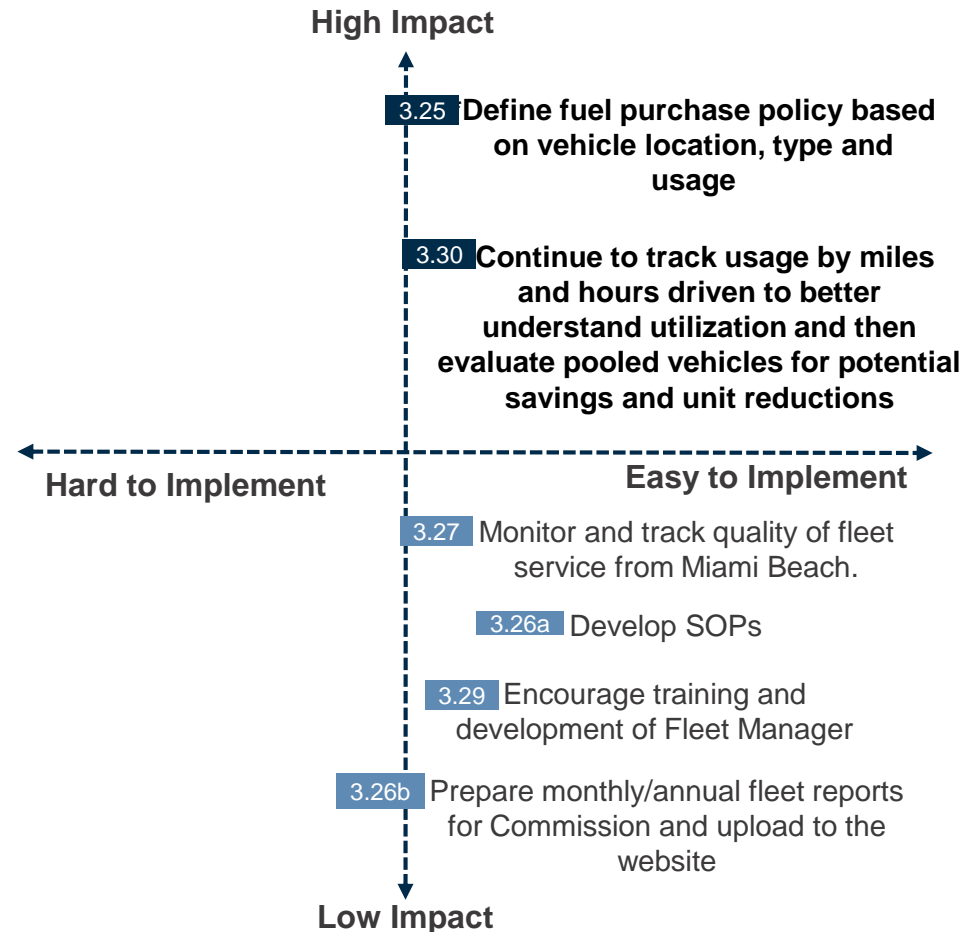 High Impact
3.25 Define fuel purchase policy based
on vehicle location, type and
usage
3.30 Continue to track usage by miles
and hours driven to better
understand utilization and then
evaluate pooled vehicles for potential
savings and unit reductions
Hard to Implement
Easy to Implement
3.27 Monitor and track quality of fleet
service from Miami Beach.
3.26a Develop SOPs
3.29 Encourage training and
development of Fleet Manager
3.26b Prepare monthly/annual fleet reports
for Commission and upload to the
website
Low Impact